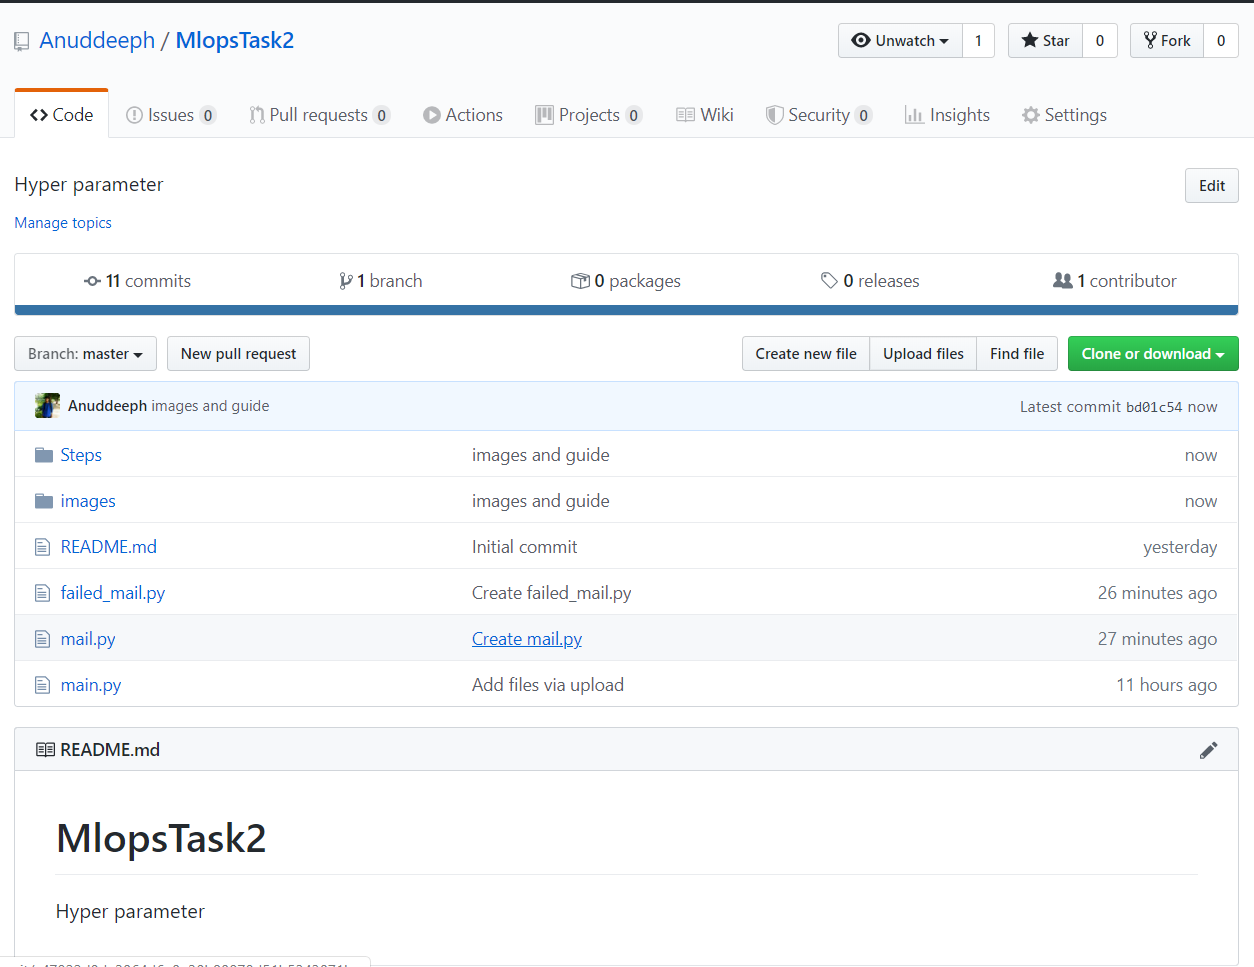 Anuddeeph / MlopsTask2
Unwatch 1 Star 0 Fork 0
Code Issues 0 Pull requests 0 Actions Projects 0 Wiki Security 0 Insights Settings
Hyper parameter
Edit
Manage topics
11 commits 1 branch 0 packages 0 releases 1 contributor
Branch: master New pull request Create new file Upload files Find file Clone or download
Anuddeeph images and guide Latest commit bd01c54 now
Steps images and guide now
images images and guide now
README.md Initial commit yesterday
failed_mail.py Create failed_mail.py 26 minutes ago
mail.py Create mail.py 27 minutes ago
main.py Add files via upload 11 hours ago
README.md
MlopsTask2
Hyper parameter